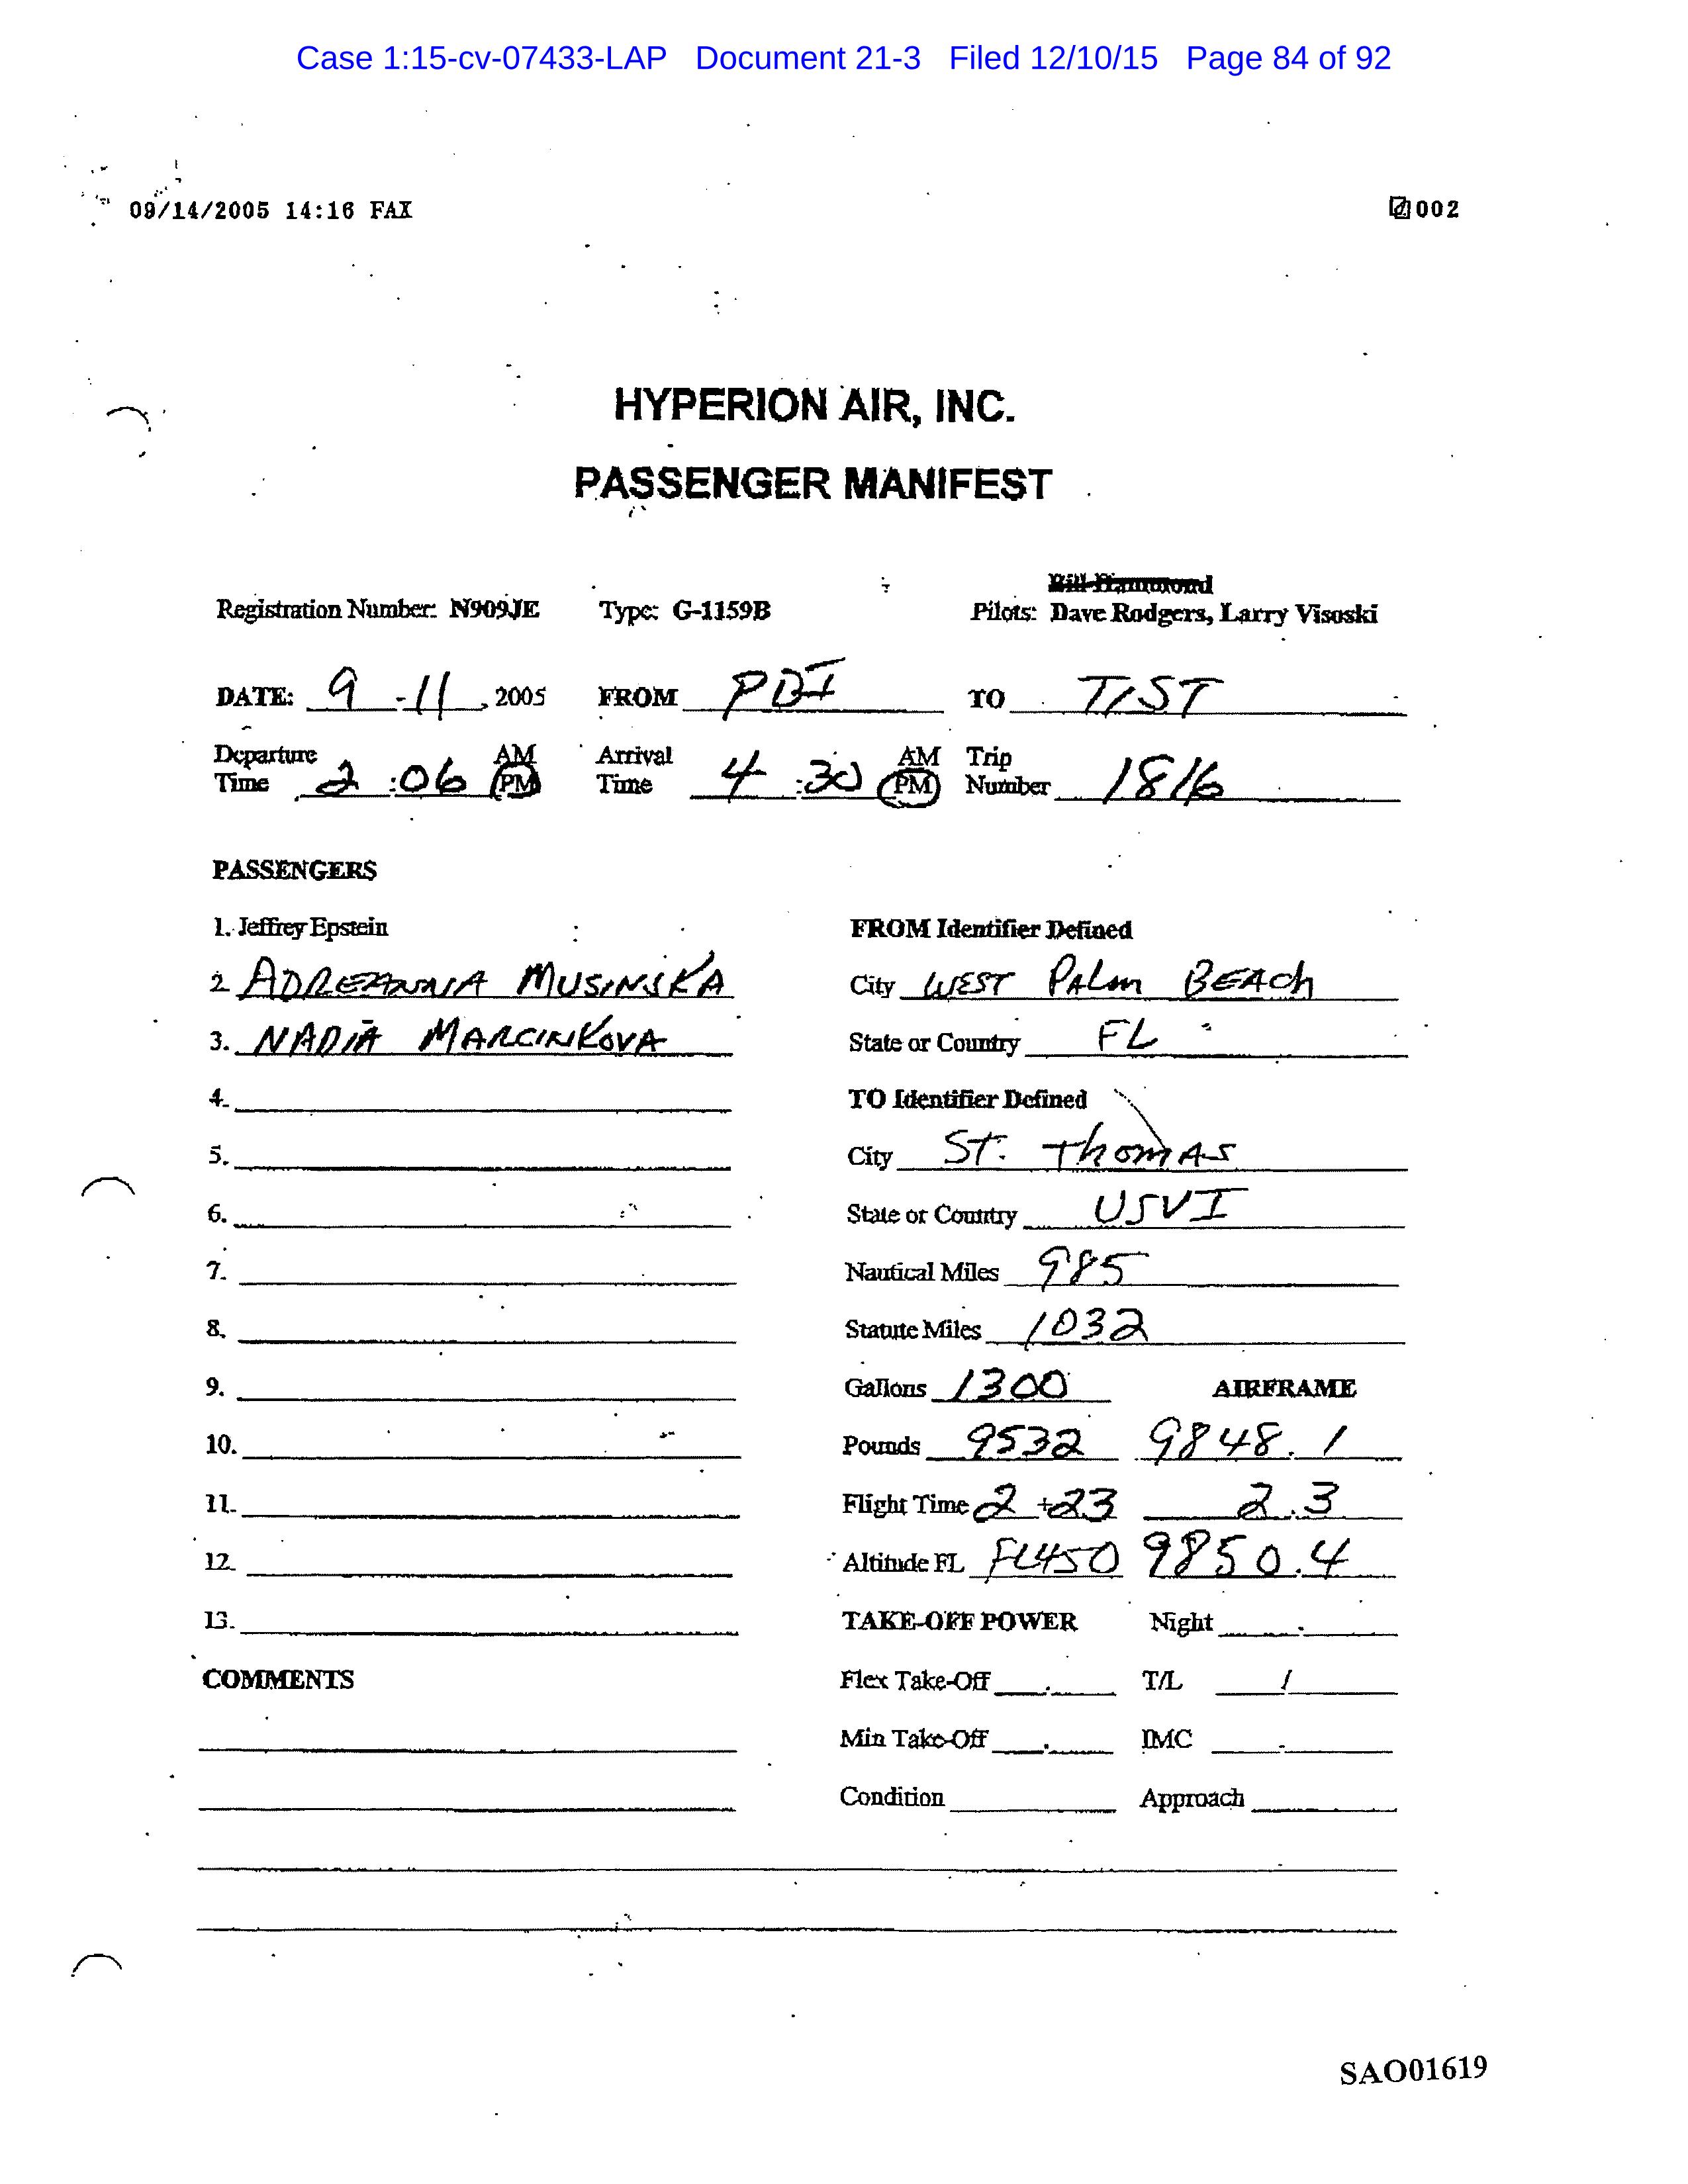 Case 1:15-cv-07433-LAP Document 21-3 Filed 12/10/15 Page 84 of 92
09/14/2005 14:16 FAX 002
HYPERION AIR, INC.
PASSENGER MANIFEST
Bill Hammond
Registration Number: N909JE Type: G-1159B Pilots: Dave Rodgers, Larry Visoski
DATE: 9-11, 2005 FROM PBI TO TIST
Departure Time 2:06 AM PM Arrival Time 4:30 AM PM Trip Number 1816
PASSENGERS
1. Jeffrey Epstein FROM Identifier Defined
2. ADREANNA MUSINSKA City WEST PALM BEACh
3. NADIA MARCINKOVA State or Country FL
4. TO Identifier Defined
5. City ST. ThOMAS
6. State or Country USVI
7. Nautical Miles 985
8. Statute Miles 1032
9. Gallons 1300 AIRFRAME
10. Pounds 9532 9848.1
11. Flight Time 2+23 2.3
12. Altitude FL FL450 9850.4
13. TAKE-OFF POWER Night
COMMENTS Flex Take-Off T/L /
Min Take-Off IMC
Condition Approach
SAO01619